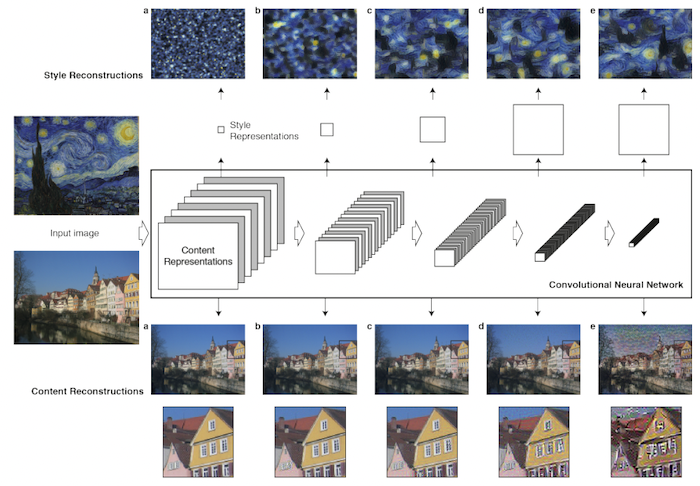 a
b
c
d
e
Style Reconstructions
Style
Representations
Input image
Content
Representations
Convolutional Neural Network
a
b
c
d
e
Content Reconstructions